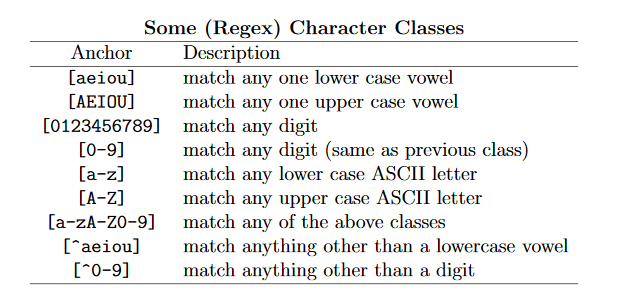 Some (Regex) Character Classes
Anchor Description
[aeiou] match any one lower case vowel
[AEIOU] match any one upper case vowel
[0123456789] match any digit
[0-9] match any digit (same as previous class)
[a-z] match any lower case ASCII letter
[A-Z] match any upper case ASCII letter
[a-zA-Z0-9] match any of the above classes
[^aeiou] match anything other than a lowercase vowel
[^0-9] match anything other than a digit